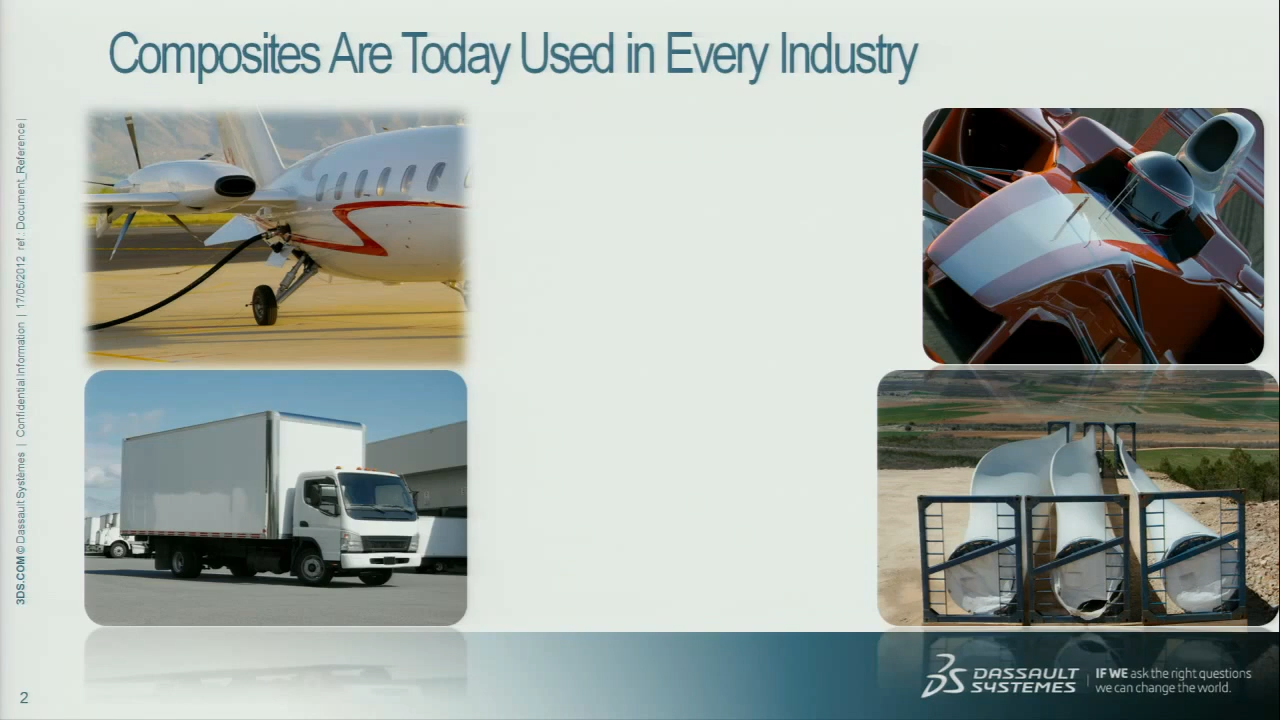 Composites Are Today Used in Every Industry
3DS.COM © Dassault Systèmes | Confidential Information | 17/05/2012 ref.: Document_Reference |
2
DASSAULT
SYSTEMES
IF WE ask the right questions
we can change the world.